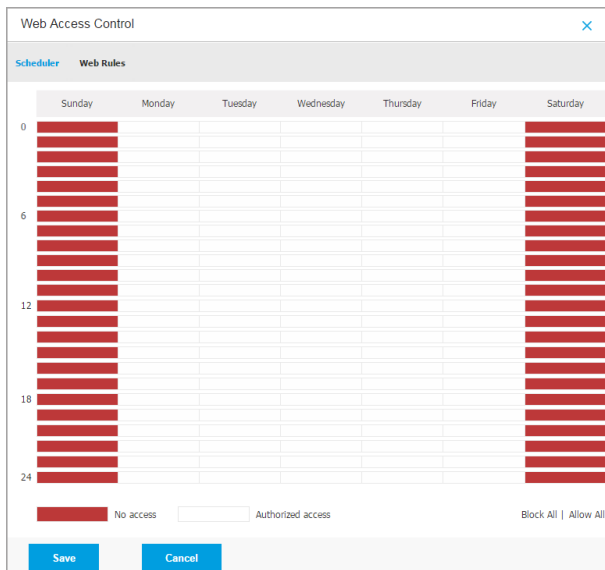 Web Access Control
Scheduler Web Rules
Sunday Monday Tuesday Wednesday Thursday Friday Saturday
0
6
12
18
24
No access Authorized access Block All | Allow All
Save Cancel